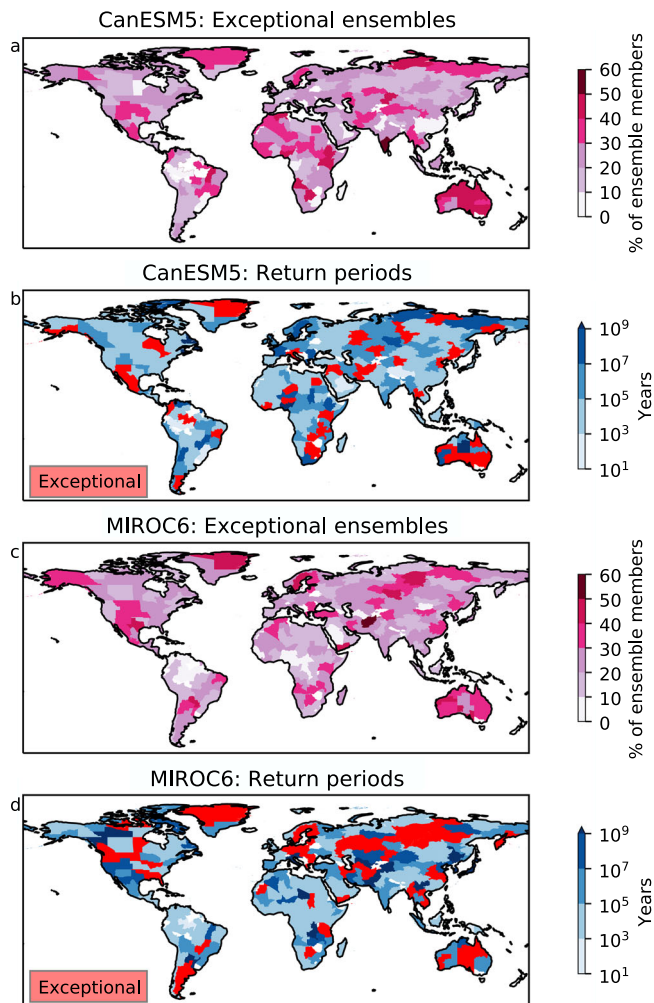 CanESM5: Exceptional ensembles
a
60
50
40
30
20
10
0
% of ensemble members
CanESM5: Return periods
b
10⁹
10⁷
10⁵
10³
10¹
Years
Exceptional
MIROC6: Exceptional ensembles
c
60
50
40
30
20
10
0
% of ensemble members
MIROC6: Return periods
d
10⁹
10⁷
10⁵
10³
10¹
Years
Exceptional